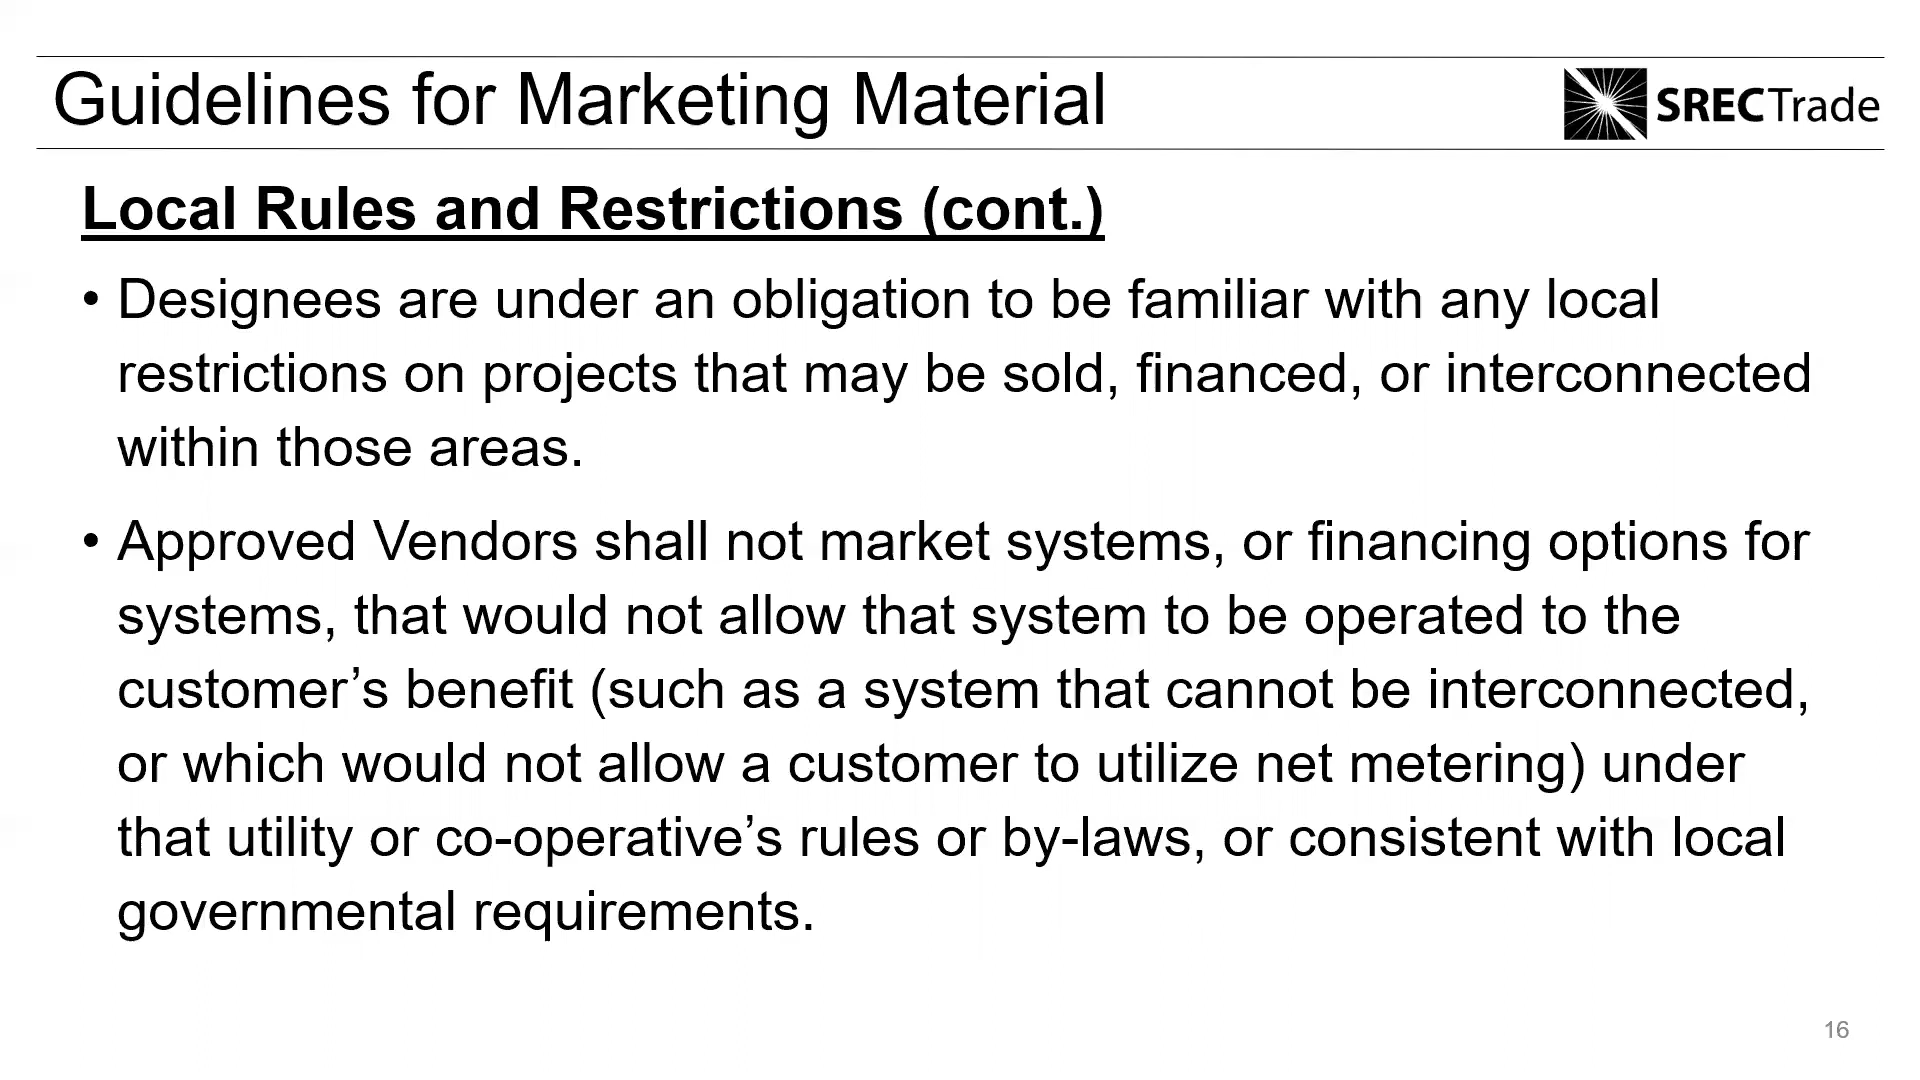 Guidelines for Marketing Material
SRECTrade
Local Rules and Restrictions (cont.)
• Designees are under an obligation to be familiar with any local
restrictions on projects that may be sold, financed, or interconnected
within those areas.
• Approved Vendors shall not market systems, or financing options for
systems, that would not allow that system to be operated to the
customer’s benefit (such as a system that cannot be interconnected,
or which would not allow a customer to utilize net metering) under
that utility or co-operative’s rules or by-laws, or consistent with local
governmental requirements.
16